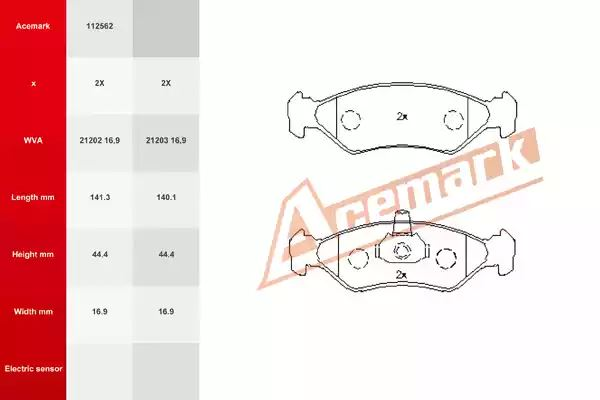 Acemark 112562
x 2X 2X
WVA 21202 16,9 21203 16,9
Length mm 141.3 140.1
Height mm 44.4 44.4
Width mm 16.9 16.9
Electric sensor
2x
Acemark
2x